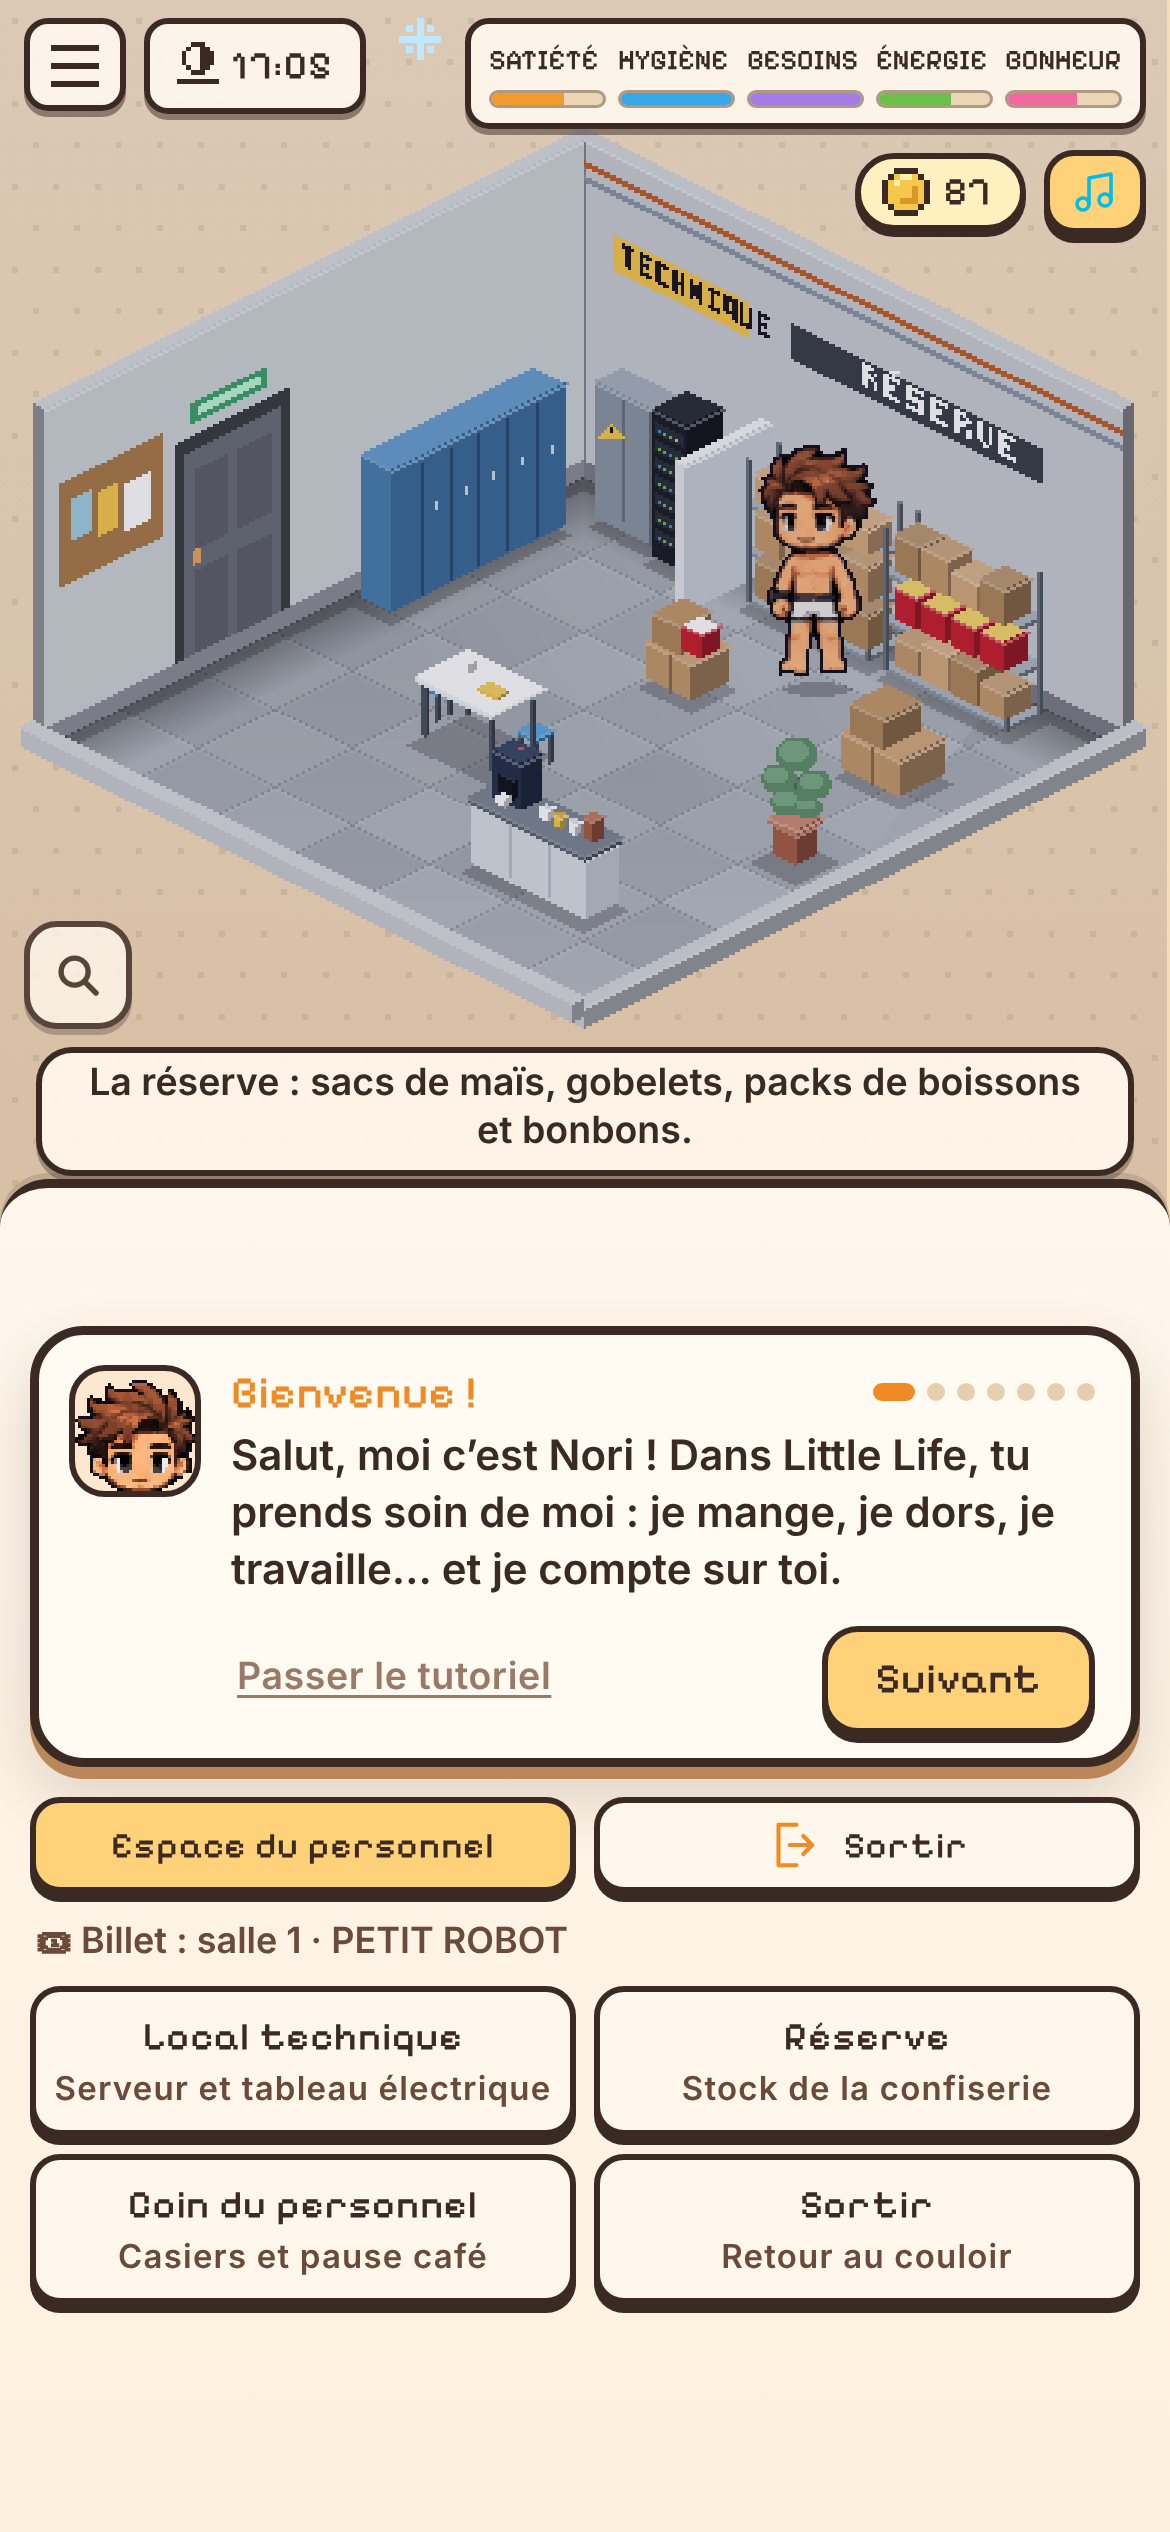 17:08
SATIÉTÉ HYGIÈNE BESOINS ÉNERGIE BONHEUR
87
TECHNIQUE
RÉSERVE
La réserve : sacs de maïs, gobelets, packs de boissons
et bonbons.
Bienvenue !
Salut, moi c’est Nori ! Dans Little Life, tu
prends soin de moi : je mange, je dors, je
travaille… et je compte sur toi.
Passer le tutoriel
Suivant
Espace du personnel
Sortir
Billet : salle 1 · PETIT ROBOT
Local technique
Serveur et tableau électrique
Réserve
Stock de la confiserie
Coin du personnel
Casiers et pause café
Sortir
Retour au couloir